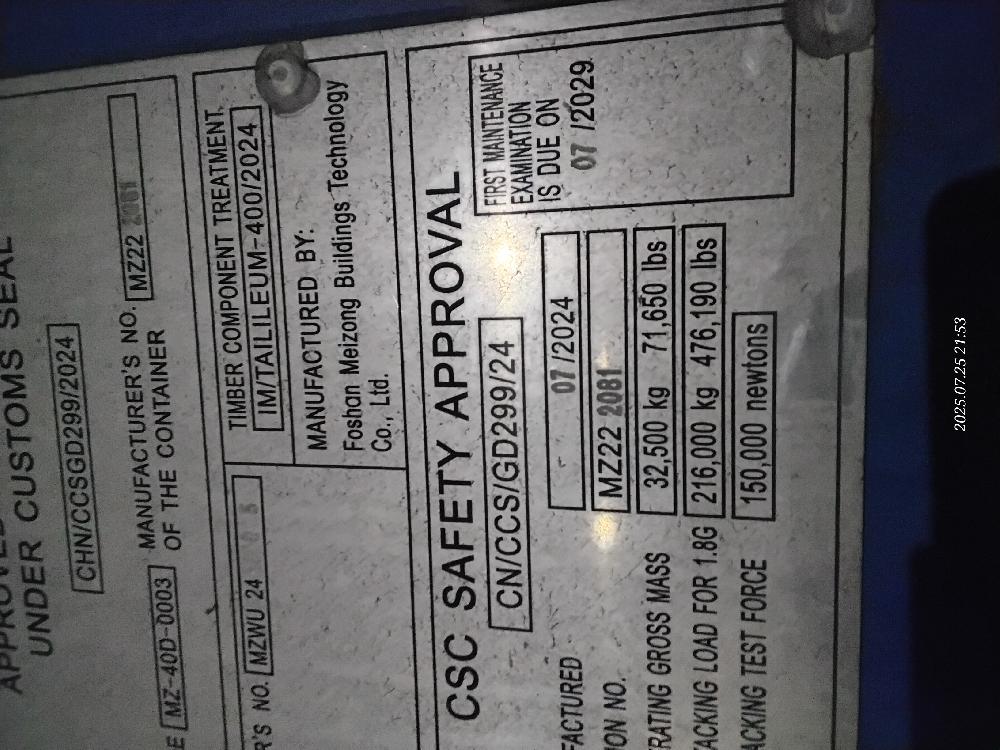 APPROVED
UNDER CUSTOMS SEAL
CHN/CCSGD299/2024
MZ-40D-0003
MANUFACTURER'S NO.
OF THE CONTAINER
MZ22 2081
R'S NO. MZWU 24
TIMBER COMPONENT TREATMENT
IM/TAILILEUM-400/2024
MANUFACTURED BY:
Foshan Meizong Buildings Technology
Co., Ltd.
CSC SAFETY APPROVAL
CN/CCS/GD299/24
FACTURED 07 /2024
ION NO. MZ22 2081
RATING GROSS MASS 32,500 kg 71,650 lbs
TACKING LOAD FOR 1.8G 216,000 kg 476,190 lbs
ACKING TEST FORCE 150,000 newtons
FIRST MAINTENANCE
EXAMINATION
IS DUE ON
07 /2029
2025.07.25 21:53